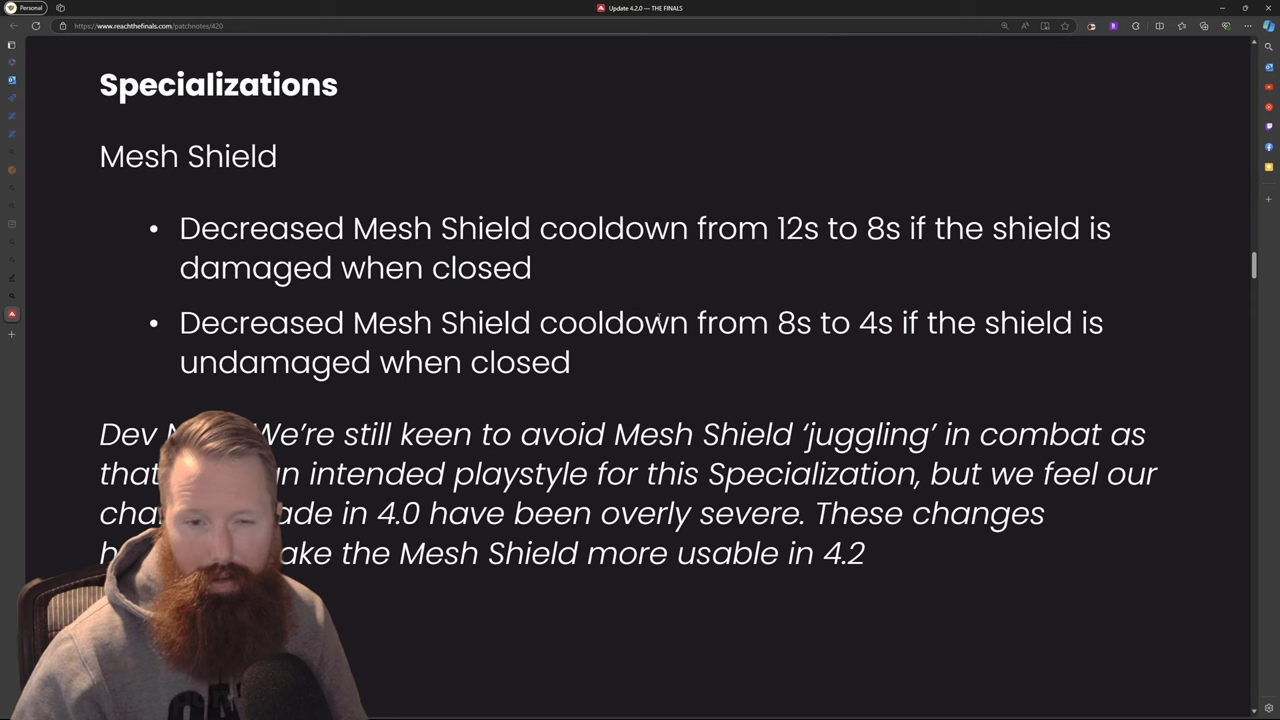 Personal
Update 4.2.0 — THE FINALS
https://www.reachthefinals.com/patchnotes/420
Specializations
Mesh Shield
• Decreased Mesh Shield cooldown from 12s to 8s if the shield is
damaged when closed
• Decreased Mesh Shield cooldown from 8s to 4s if the shield is
undamaged when closed
Dev We’re still keen to avoid Mesh Shield ‘juggling’ in combat as
that an intended playstyle for this Specialization, but we feel our
in 4.0 have been overly severe. These changes
the Mesh Shield more usable in 4.2